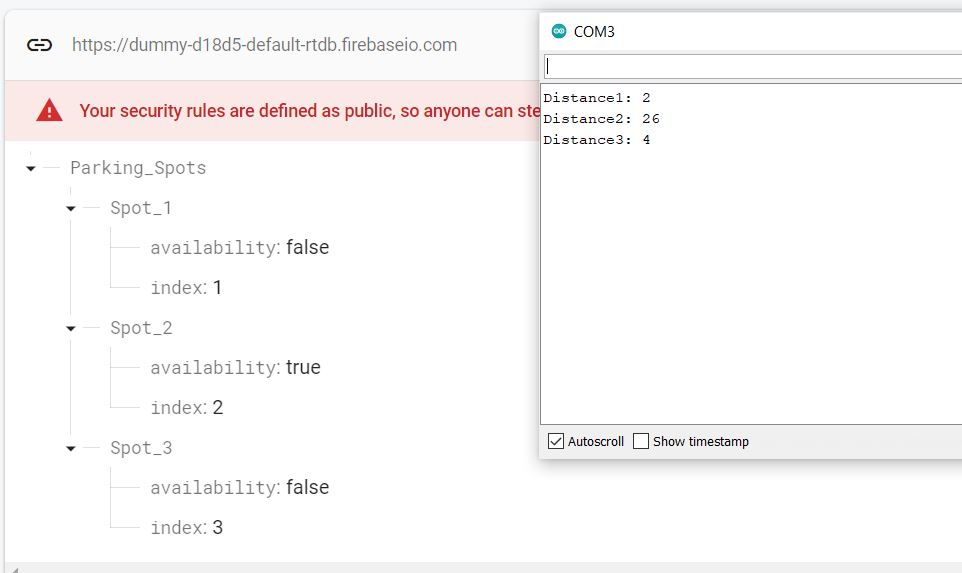 https://dummy-d18d5-default-rtdb.firebaseio.com
Your security rules are defined as public, so anyone can ste
Parking_Spots
Spot_1
availability: false
index: 1
Spot_2
availability: true
index: 2
Spot_3
availability: false
index: 3
COM3
Distance1: 2
Distance2: 26
Distance3: 4
Autoscroll Show timestamp